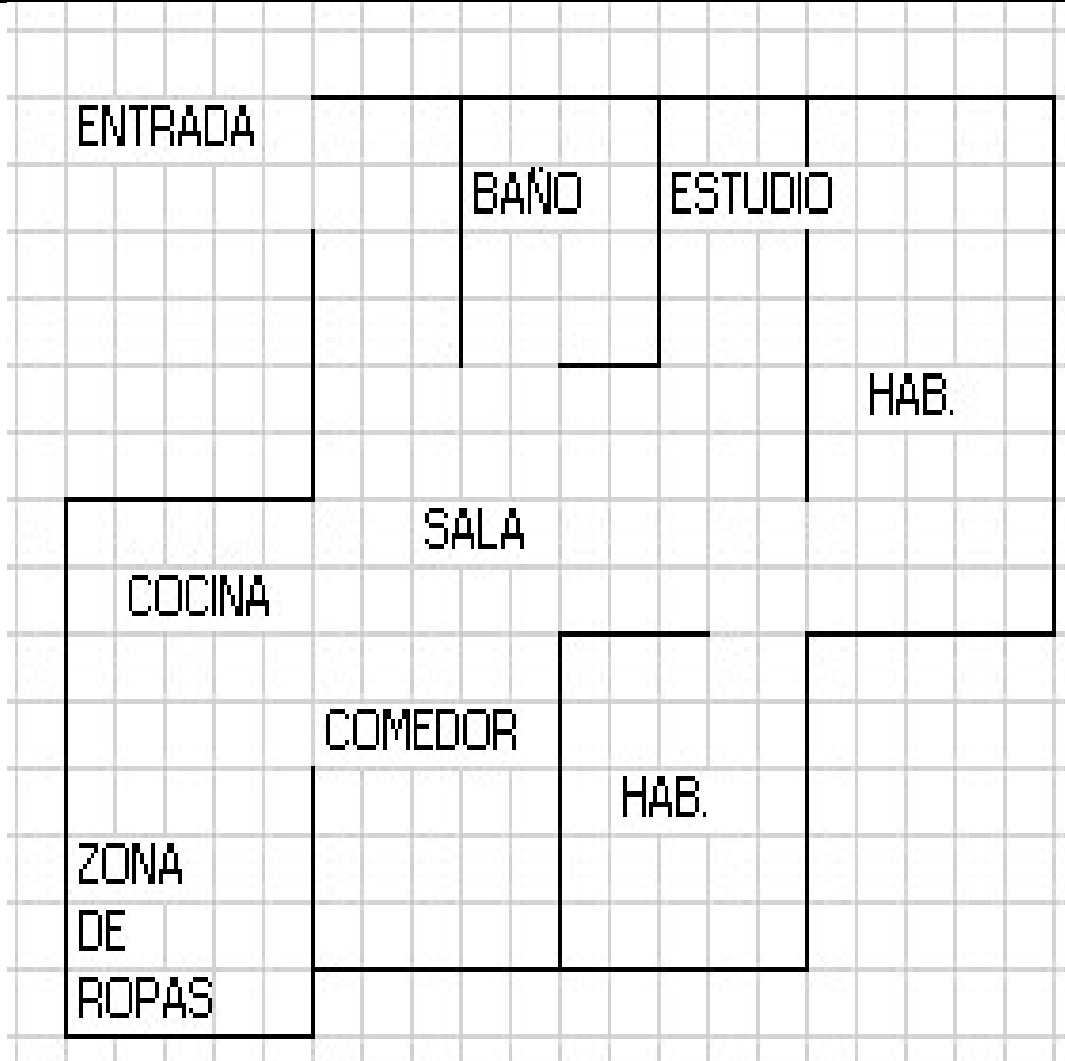 ENTRADA
BAÑO
ESTUDIO
HAB.
SALA
COCINA
COMEDOR
HAB.
ZONA
DE
ROPAS